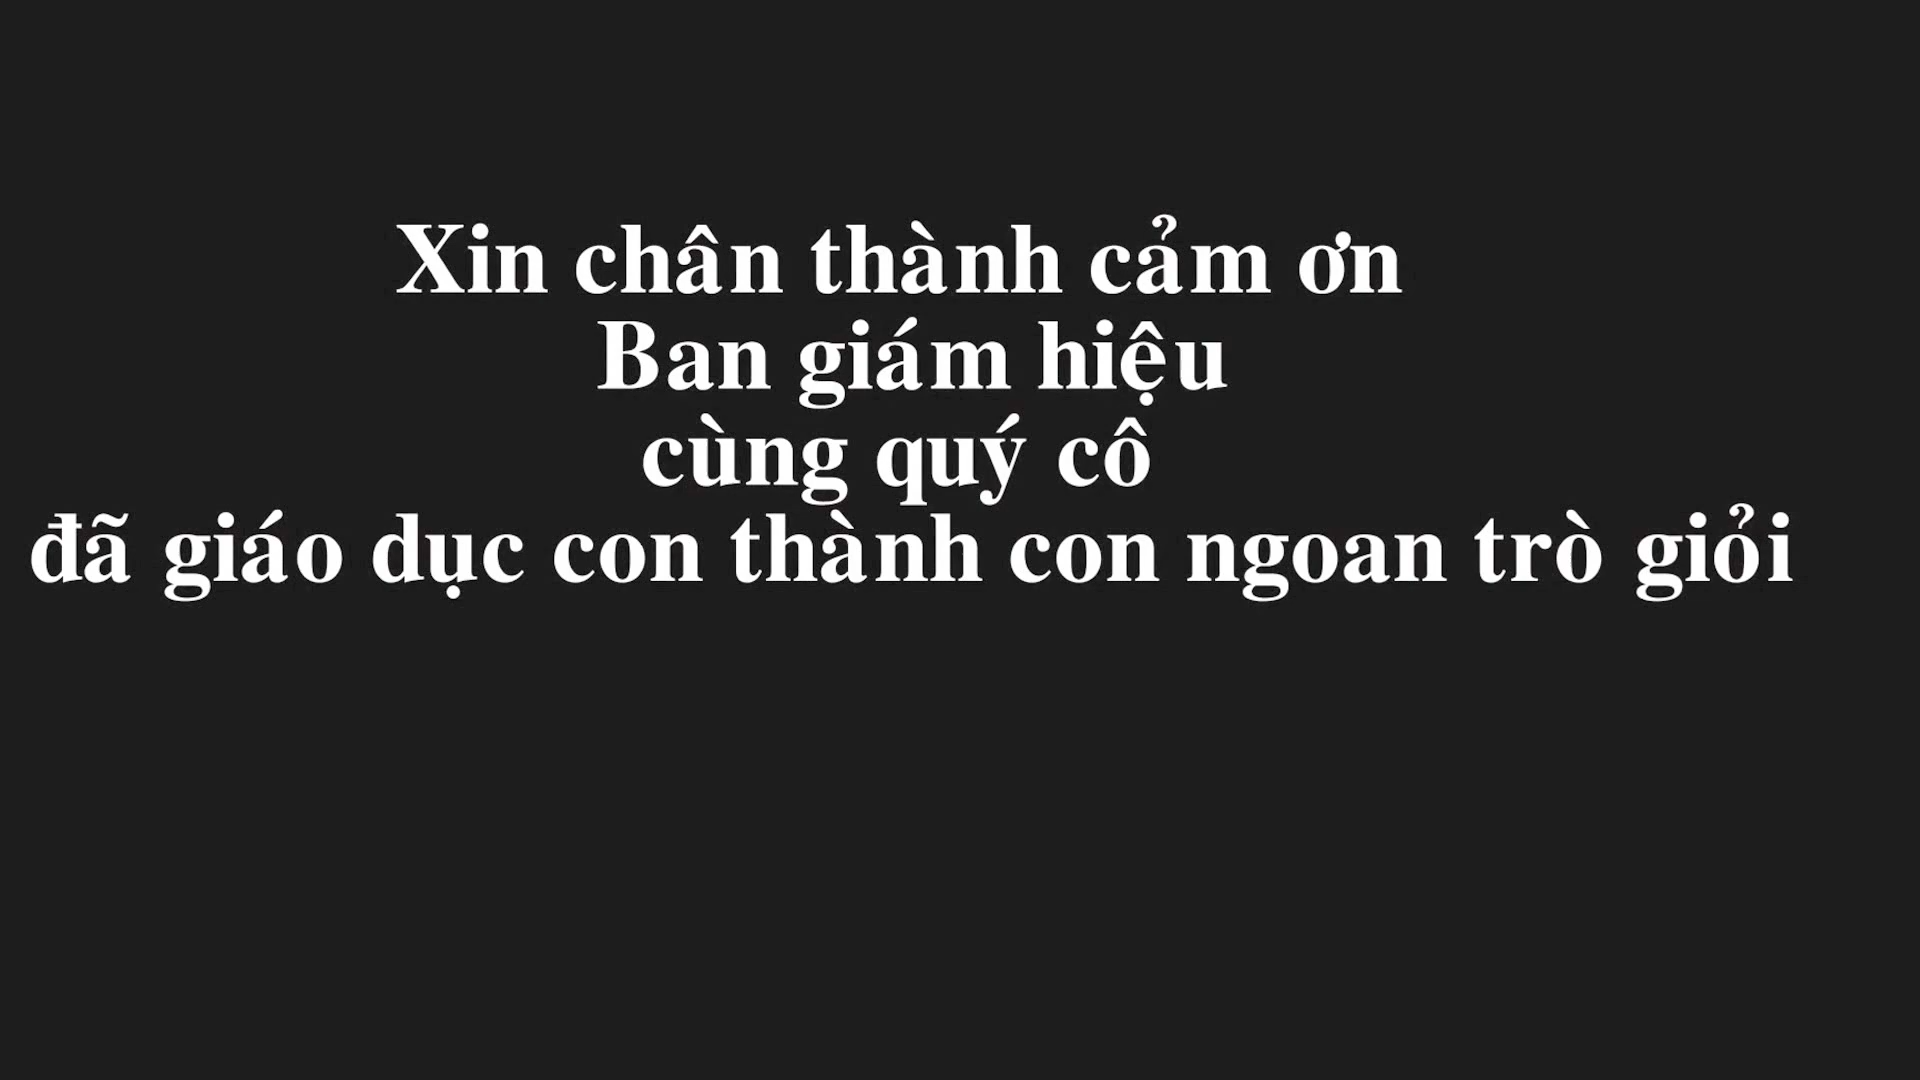 Xin chân thành cảm ơn
Ban giám hiệu
cùng quý cô
đã giáo dục con thành con ngoan trò giỏi